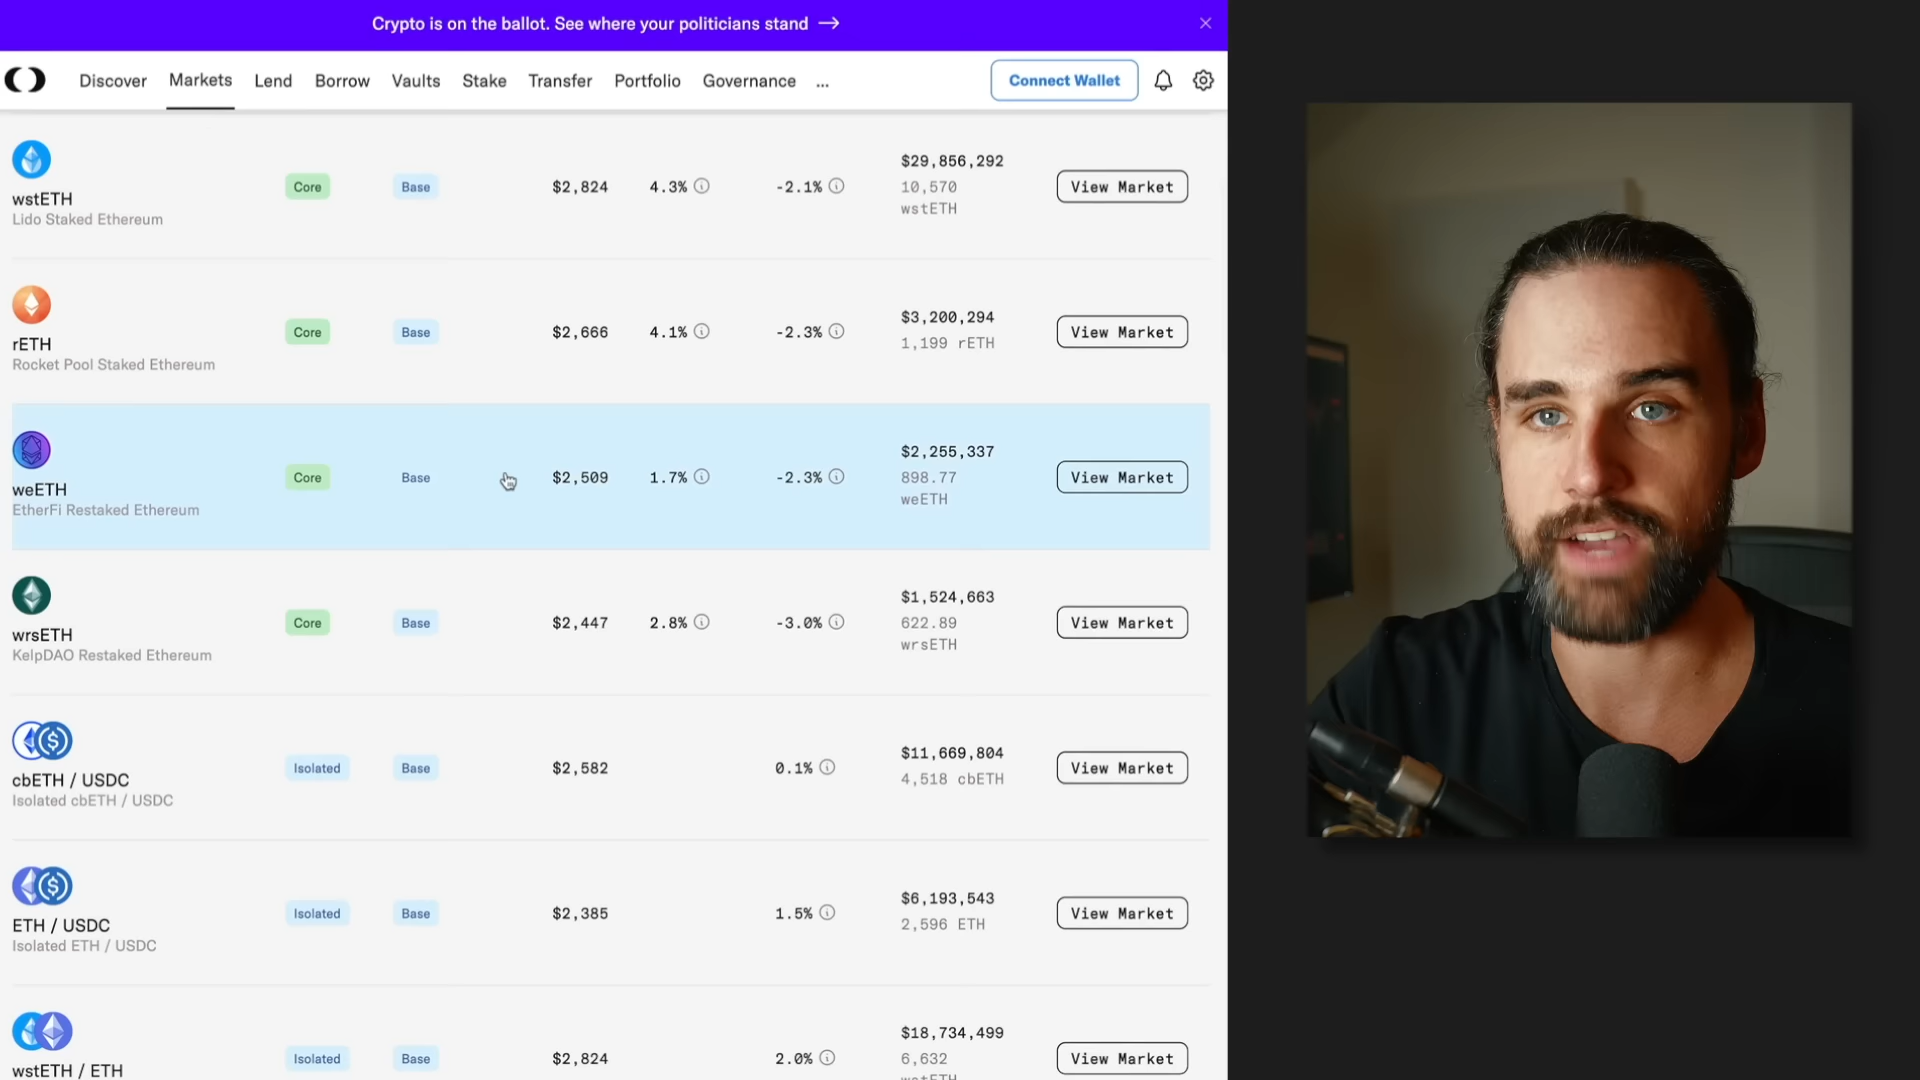 Crypto is on the ballot. See where your politicians stand →
Discover Markets Lend Borrow Vaults Stake Transfer Portfolio Governance ... Connect Wallet
wstETH
Lido Staked Ethereum
Core
Base
$2,824
4.3%
-2.1%
$29,856,292
10,570
wstETH
View Market
rETH
Rocket Pool Staked Ethereum
Core
Base
$2,666
4.1%
-2.3%
$3,200,294
1,199 rETH
View Market
weETH
EtherFi Restaked Ethereum
Core
Base
$2,509
1.7%
-2.3%
$2,255,337
898.77
weETH
View Market
wrsETH
KelpDAO Restaked Ethereum
Core
Base
$2,447
2.8%
-3.0%
$1,524,663
622.89
wrsETH
View Market
cbETH / USDC
Isolated cbETH / USDC
Isolated
Base
$2,582
0.1%
$11,669,804
4,518 cbETH
View Market
ETH / USDC
Isolated ETH / USDC
Isolated
Base
$2,385
1.5%
$6,193,543
2,596 ETH
View Market
wstETH / ETH
Isolated
Base
$2,824
2.0%
$18,734,499
6,632
wstETH
View Market